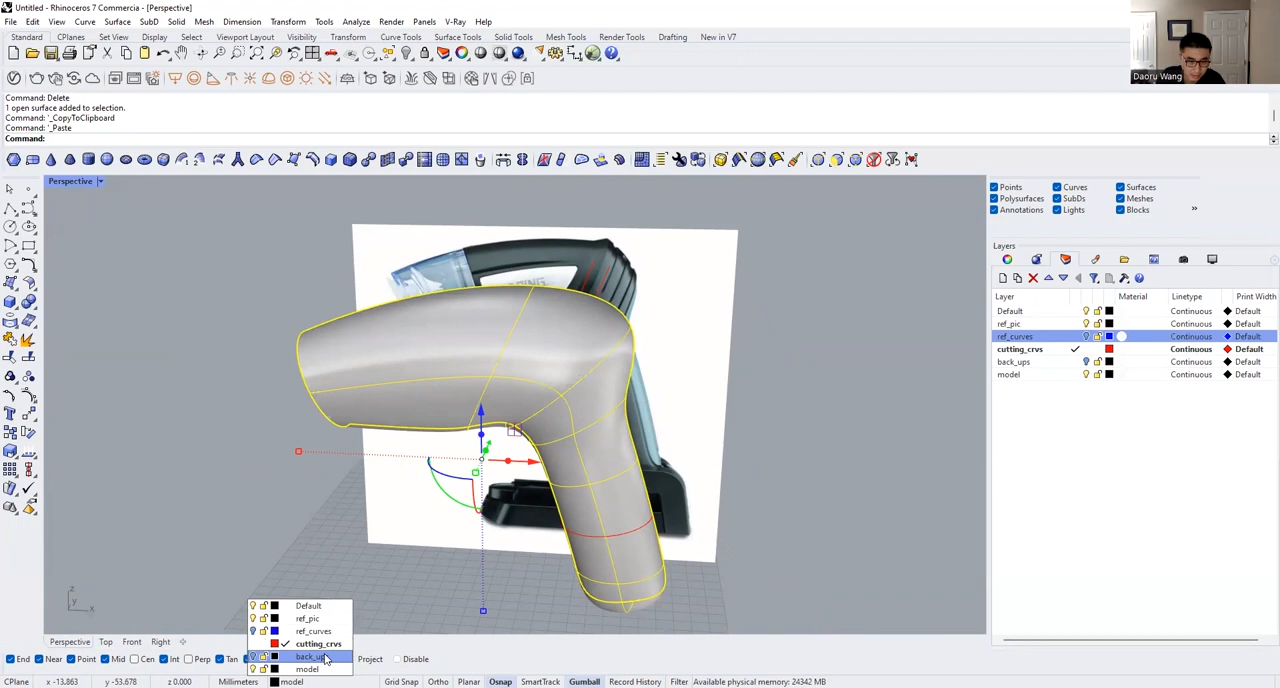 Untitled - Rhinoceros 7 Commercia - [Perspective]
File Edit View Curve Surface SubD Solid Mesh Dimension Transform Tools Analyze Render Panels V-Ray Help
Standard CPlanes Set View Display Select Viewport Layout Visibility Transform Curve Tools Surface Tools Solid Tools Mesh Tools Render Tools Drafting New in V7
Daoru Wang
Command: Delete
1 open surface added to selection.
Command: '_CopyToClipboard
Command: '_Paste
Command:
Perspective
Points Curves Surfaces
Polysurfaces SubDs Meshes
Annotations Lights Blocks
Layers
Layer Material Linetype Print Width
Default Continuous Default
ref_pic Continuous Default
ref_curves Continuous Default
cutting_crvs Continuous Default
back_ups Continuous Default
model Continuous Default
z
y x
Default
ref_pic
ref_curves
cutting_crvs
back_up
model
Perspective Top Front Right
End Near Point Mid Cen Int Perp Tan Project Disable
CPlane x -13.863 y -53.678 z 0.000 Millimeters model Grid Snap Ortho Planar Osnap SmartTrack Gumball Record History Filter Available physical memory: 24342 MB